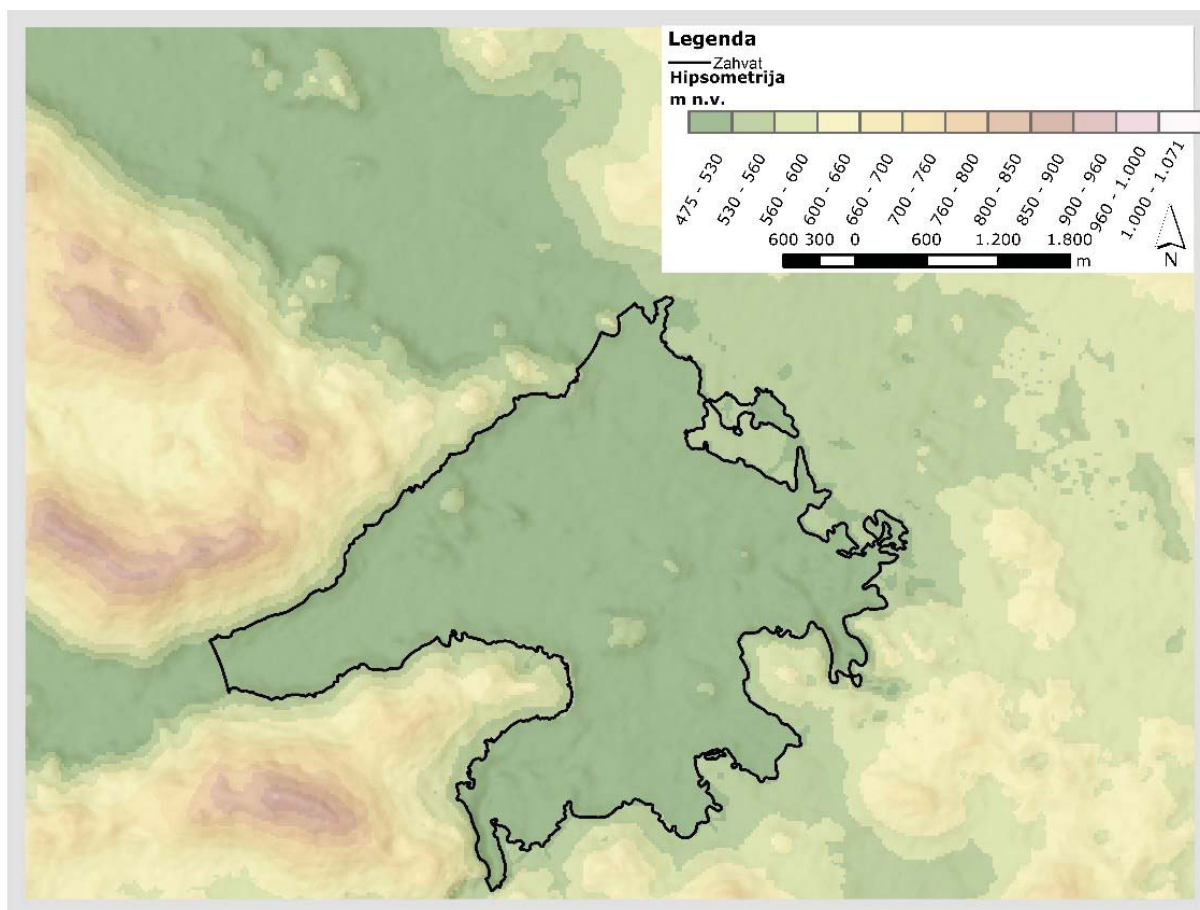 Legenda
Zahvat
Hipsometrija
m n.v.
475 - 530
530 - 560
560 - 600
600 - 660
660 - 700
700 - 760
760 - 800
800 - 850
850 - 900
900 - 960
960 - 1.000
1.000 - 1.071
600 300 0 600 1.200 1.800
m
N